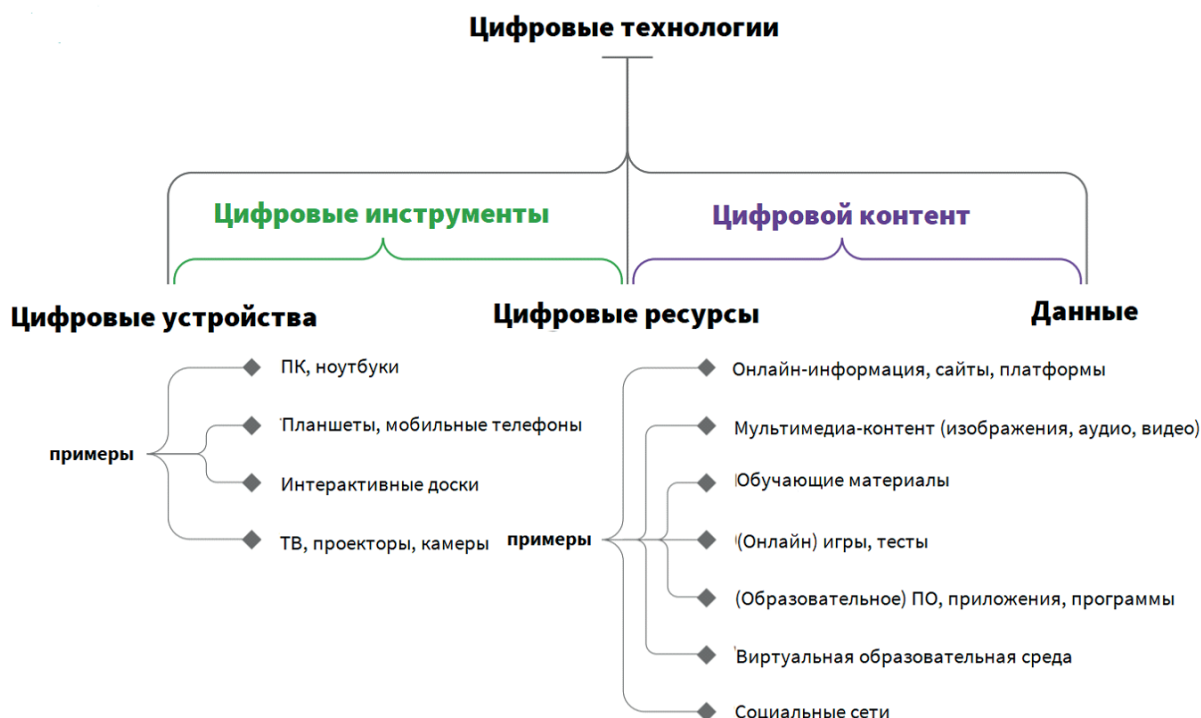 Цифровые технологии
Цифровые инструменты
Цифровой контент
Цифровые устройства
Цифровые ресурсы
Данные
примеры
ПК, ноутбуки
Планшеты, мобильные телефоны
Интерактивные доски
ТВ, проекторы, камеры
примеры
Онлайн-информация, сайты, платформы
Мультимедиа-контент (изображения, аудио, видео)
Обучающие материалы
(Онлайн) игры, тесты
(Образовательное) ПО, приложения, программы
Виртуальная образовательная среда
Социальные сети